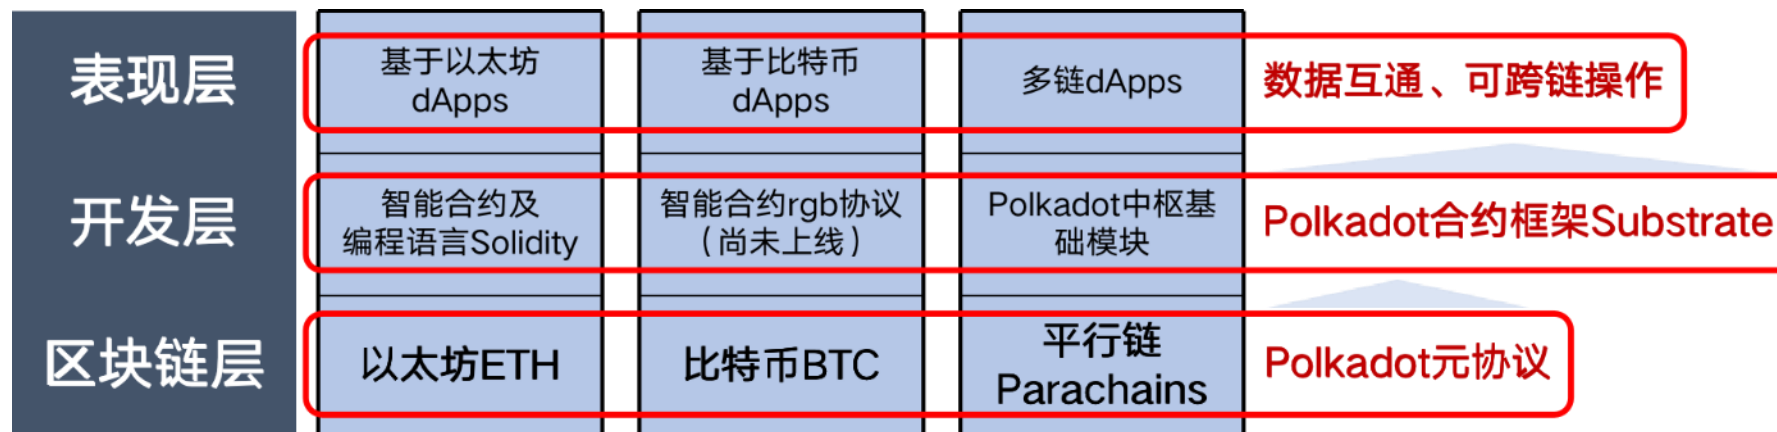 表现层
基于以太坊
dApps
基于比特币
dApps
多链dApps
数据互通、可跨链操作
开发层
智能合约及
编程语言Solidity
智能合约rgb协议
（尚未上线）
Polkadot中枢基
础模块
Polkadot合约框架Substrate
区块链层
以太坊ETH
比特币BTC
平行链
Parachains
Polkadot元协议